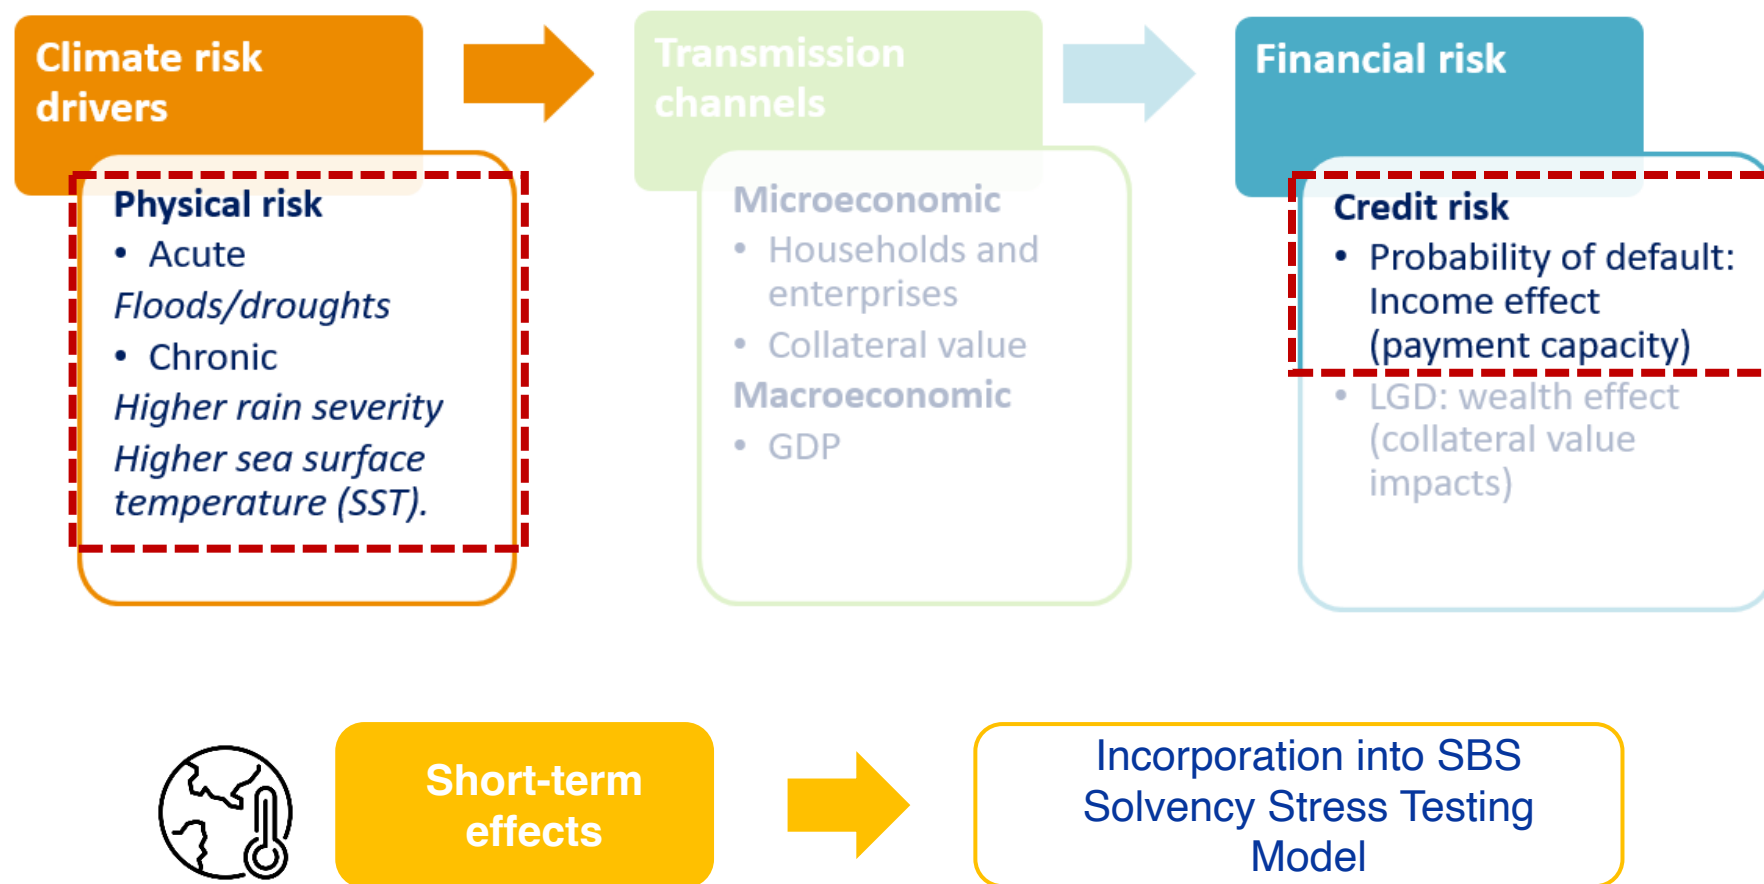 Climate risk
drivers
Physical risk
• Acute
Floods/droughts
• Chronic
Higher rain severity
Higher sea surface
temperature (SST).
Transmission
channels
Microeconomic
• Households and
enterprises
• Collateral value
Macroeconomic
• GDP
Financial risk
Credit risk
• Probability of default:
Income effect
(payment capacity)
• LGD: wealth effect
(collateral value
impacts)
Short-term
effects
Incorporation into SBS
Solvency Stress Testing
Model